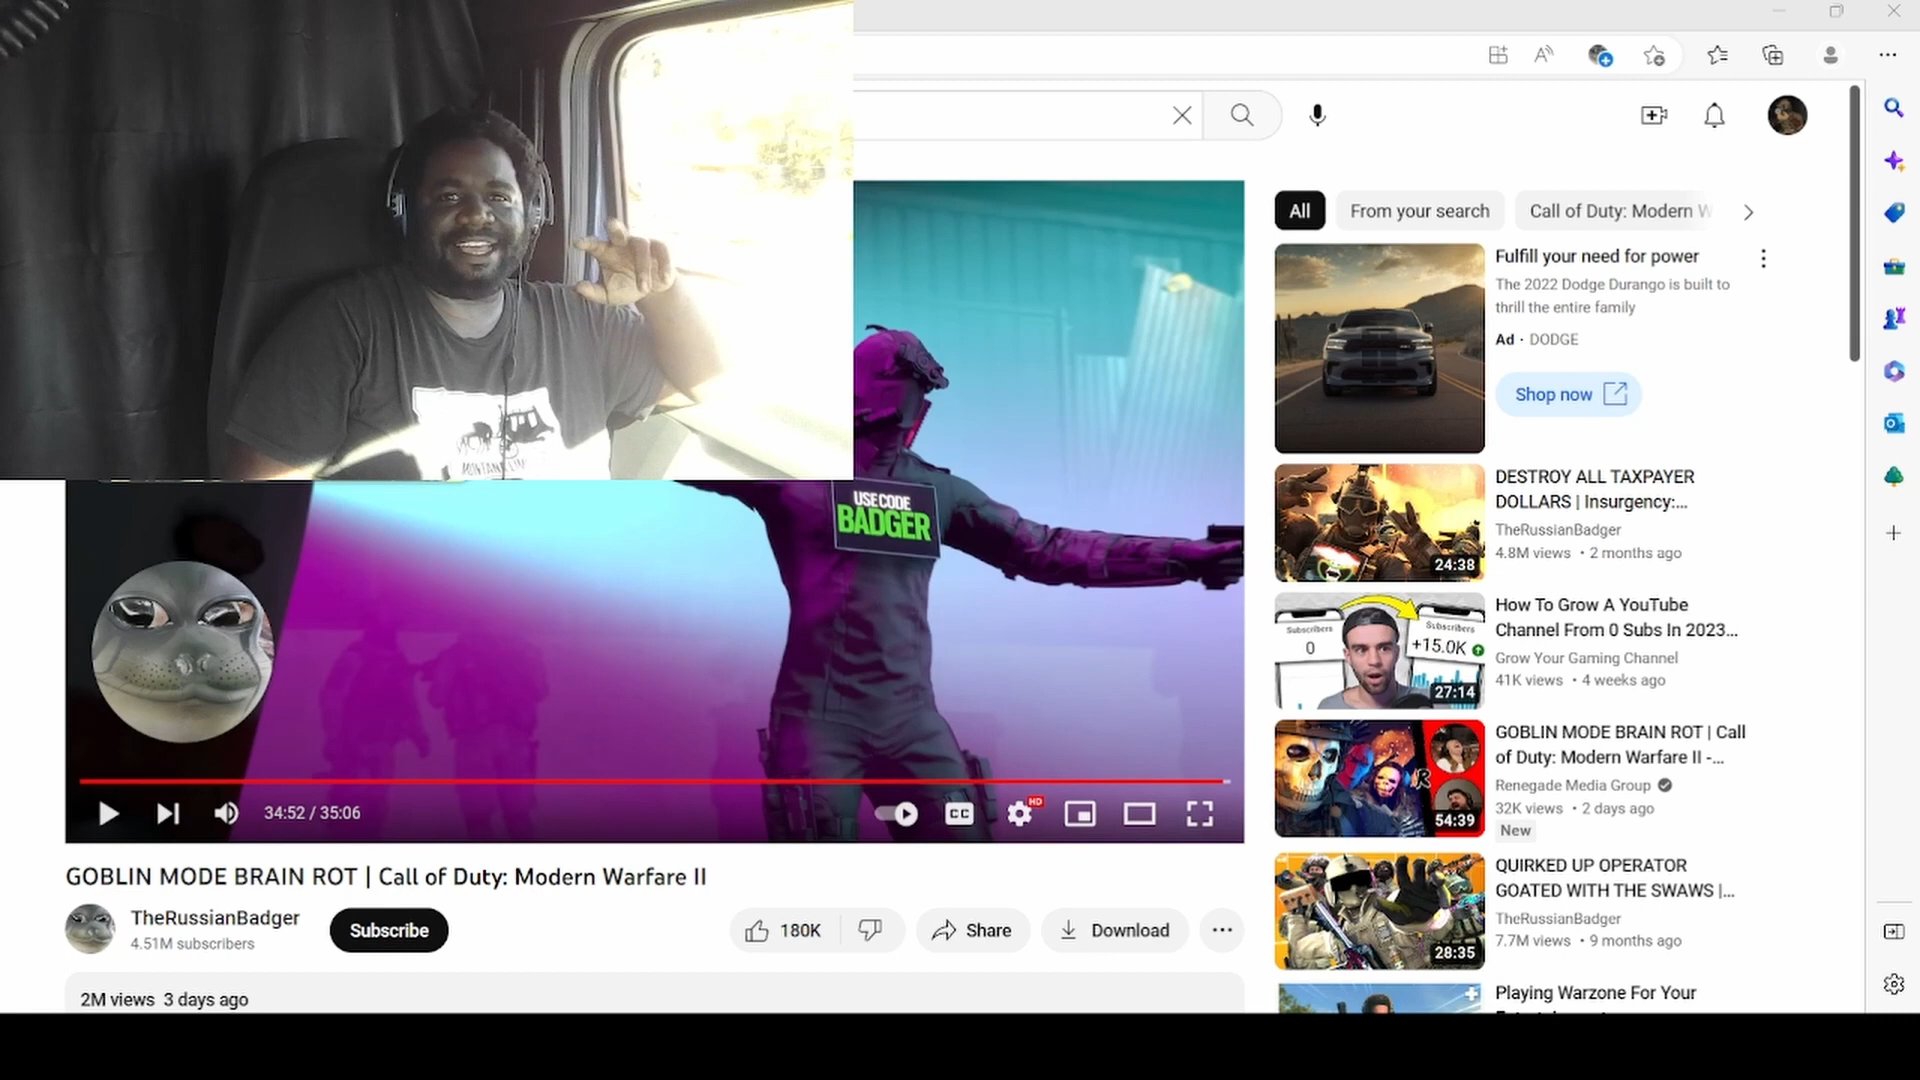 All
From your search
Call of Duty: Modern W
Fulfill your need for power
The 2022 Dodge Durango is built to
thrill the entire family
Ad · DODGE
Shop now
DESTROY ALL TAXPAYER
DOLLARS | Insurgency:...
TheRussianBadger
4.8M views • 2 months ago
24:38
Subscribers
0
Subscribers
+15.0K
27:14
How To Grow A YouTube
Channel From 0 Subs In 2023...
Grow Your Gaming Channel
41K views • 4 weeks ago
54:39
GOBLIN MODE BRAIN ROT | Call
of Duty: Modern Warfare II -...
Renegade Media Group
32K views • 2 days ago
New
28:35
QUIRKED UP OPERATOR
GOATED WITH THE SWAWS |...
TheRussianBadger
7.7M views • 9 months ago
Playing Warzone For Your
USE CODE
BADGER
34:52 / 35:06
CC
HD
GOBLIN MODE BRAIN ROT | Call of Duty: Modern Warfare II
TheRussianBadger
4.51M subscribers
Subscribe
180K
Share
Download
2M views 3 days ago